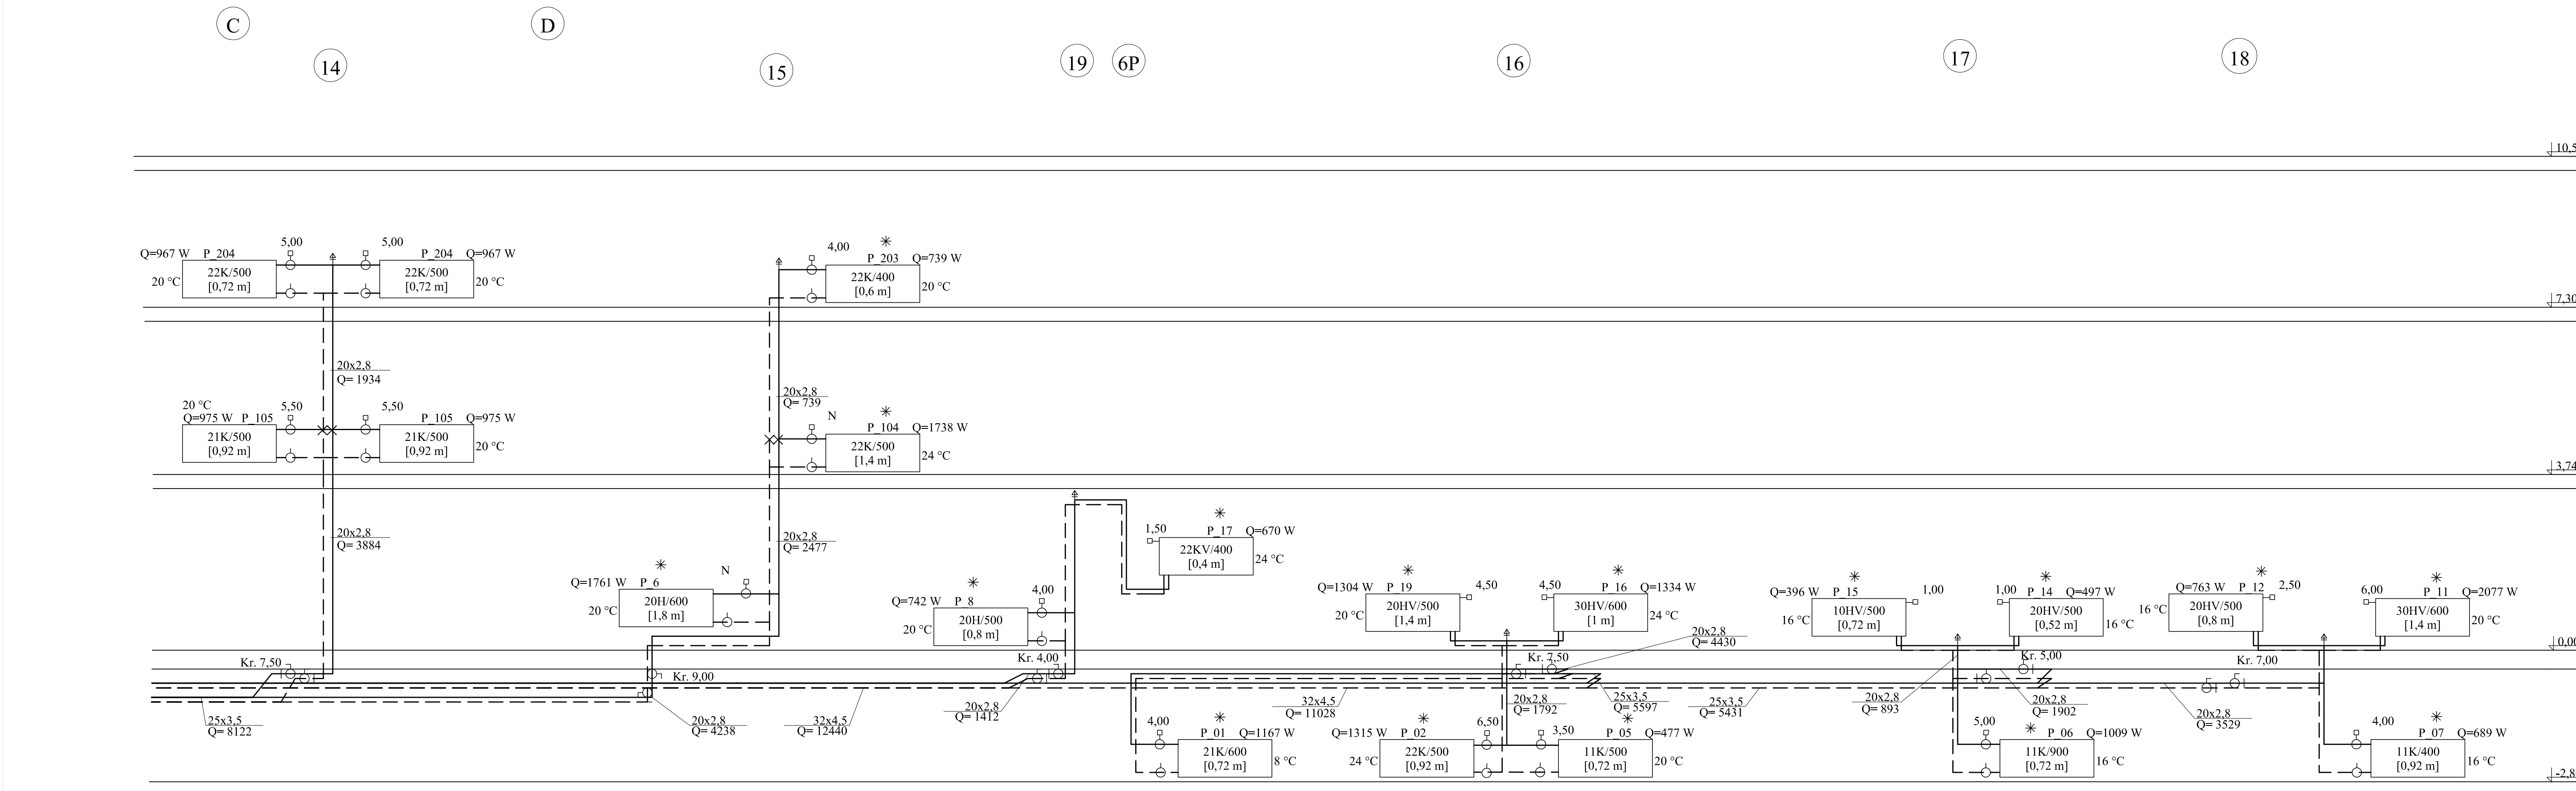 C
D
14
15
19
6P
16
17
18
10,5
Q=967 W P_204
5,00
5,00
P_204 Q=967 W
20 °C
22K/500
[0,72 m]
22K/500
[0,72 m]
20 °C
4,00
P_203 Q=739 W
22K/400
[0,6 m]
20 °C
7,30
20x2,8
Q= 1934
20x2,8
Q= 739
20 °C
Q=975 W P_105
5,50
5,50
P_105 Q=975 W
21K/500
[0,92 m]
21K/500
[0,92 m]
20 °C
N
P_104 Q=1738 W
22K/500
[1,4 m]
24 °C
3,74
20x2,8
Q= 3884
20x2,8
Q= 2477
1,50
P_17 Q=670 W
22KV/400
[0,4 m]
24 °C
Q=1761 W P_6
N
20 °C
20H/600
[1,8 m]
Q=742 W P_8
4,00
20 °C
20H/500
[0,8 m]
Q=1304 W P_19
4,50
20 °C
20HV/500
[1,4 m]
4,50
P_16 Q=1334 W
30HV/600
[1 m]
24 °C
Q=396 W P_15
1,00
16 °C
10HV/500
[0,72 m]
1,00
P_14 Q=497 W
20HV/500
[0,52 m]
16 °C
Q=763 W P_12
2,50
16 °C
20HV/500
[0,8 m]
6,00
P_11 Q=2077 W
30HV/600
[1,4 m]
20 °C
20x2,8
Q= 4430
0,00
Kr. 7,50
Kr. 9,00
Kr. 4,00
Kr. 7,50
Kr. 5,00
Kr. 7,00
25x3,5
Q= 8122
20x2,8
Q= 4238
32x4,5
Q= 12440
20x2,8
Q= 1412
32x4,5
Q= 11028
20x2,8
Q= 1792
25x3,5
Q= 5597
25x3,5
Q= 5431
20x2,8
Q= 893
20x2,8
Q= 1902
20x2,8
Q= 3529
4,00
P_01 Q=1167 W
21K/600
[0,72 m]
8 °C
Q=1315 W P_02
6,50
24 °C
22K/500
[0,92 m]
3,50
P_05 Q=477 W
11K/500
[0,72 m]
20 °C
5,00
P_06 Q=1009 W
11K/900
[0,72 m]
16 °C
4,00
P_07 Q=689 W
11K/400
[0,92 m]
16 °C
-2,8